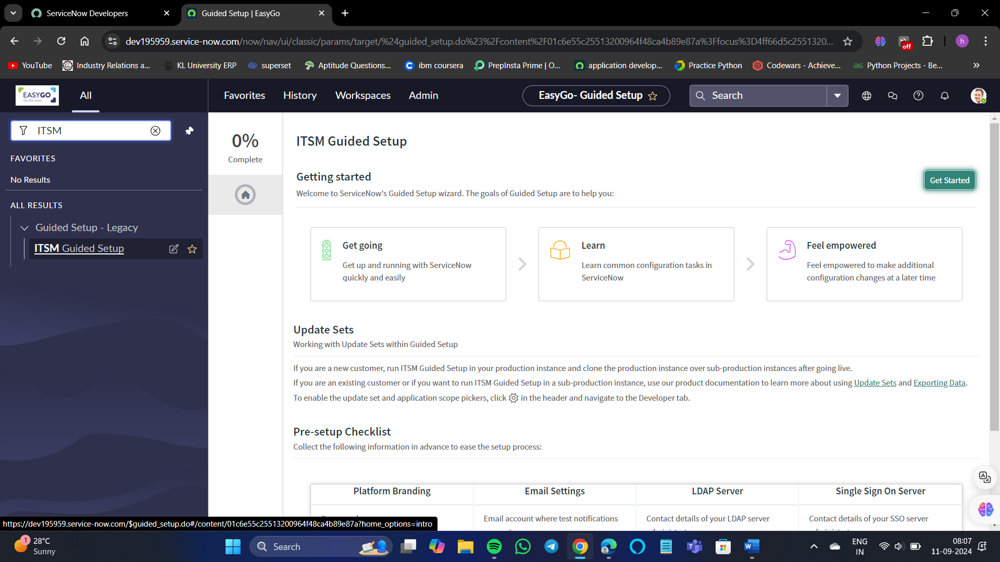 ServiceNow Developers
Guided Setup | EasyGo
dev195959.service-now.com/now/nav/ui/classic/params/target/%24guided_setup.do%23%2Fcontent%2F01c6e55c25513200964f48ca4b89e87a%3Ffocus%3D4ff66d5c2551320...
off
h
YouTube
Industry Relations a...
KL University ERP
superset
Aptitude Questions...
ibm coursera
PrepInsta Prime | O...
application develop...
Practice Python
Codewars - Achieve...
Python Projects - Be...
EASYGO
Go for more
All
Favorites
History
Workspaces
Admin
EasyGo- Guided Setup
Search
ITSM
FAVORITES
No Results
ALL RESULTS
Guided Setup - Legacy
ITSM Guided Setup
0%
Complete
ITSM Guided Setup
Getting started
Get Started
Welcome to ServiceNow's Guided Setup wizard. The goals of Guided Setup are to help you:
Get going
Get up and running with ServiceNow
quickly and easily
Learn
Learn common configuration tasks in
ServiceNow
Feel empowered
Feel empowered to make additional
configuration changes at a later time
Update Sets
Working with Update Sets within Guided Setup
If you are a new customer, run ITSM Guided Setup in your production instance and clone the production instance over sub-production instances after going live.
If you are an existing customer or if you want to run ITSM Guided Setup in a sub-production instance, use our product documentation to learn more about using Update Sets and Exporting Data.
To enable the update set and application scope pickers, click in the header and navigate to the Developer tab.
Pre-setup Checklist
Collect the following information in advance to ease the setup process:
Platform Branding
Email Settings
LDAP Server
Single Sign On Server
Email account where test notifications
Contact details of your LDAP server
Contact details of your SSO server
https://dev195959.service-now.com/$guided_setup.do#/content/01c6e55c25513200964f48ca4b89e87a?home_options=intro
1
28°C
Sunny
Search
ENG
IN
08:07
11-09-2024